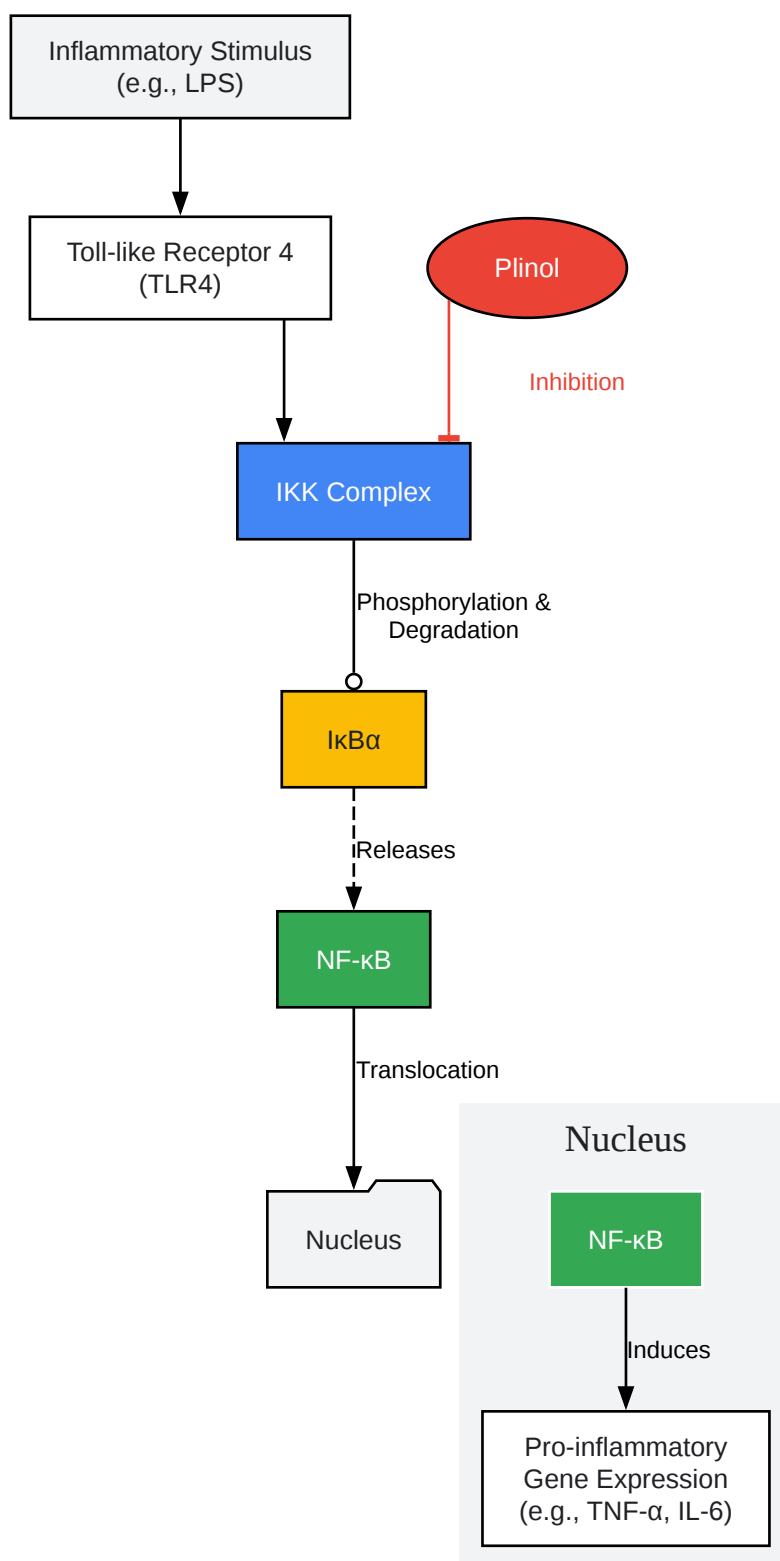 Inflammatory Stimulus
(e.g., LPS)
Toll-like Receptor 4
(TLR4)
Plinol
Inhibition
IKK Complex
Phosphorylation &
Degradation
IκBα
Releases
NF-κB
Translocation
Nucleus
Nucleus
NF-κB
Induces
Pro-inflammatory
Gene Expression
(e.g., TNF-α, IL-6)